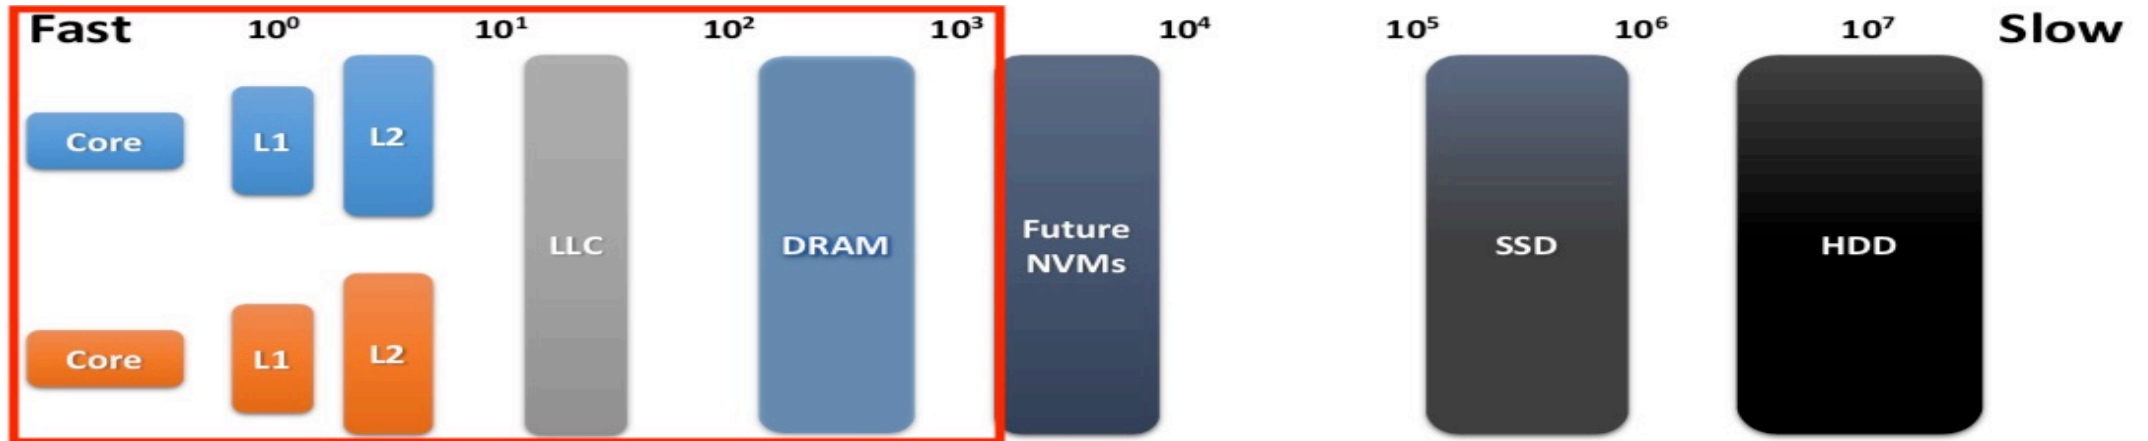 Fast 10⁰ 10¹ 10² 10³ 10⁴ 10⁵ 10⁶ 10⁷ Slow
Core L1 L2
LLC
DRAM
Future
NVMs
SSD
HDD
Core L1 L2